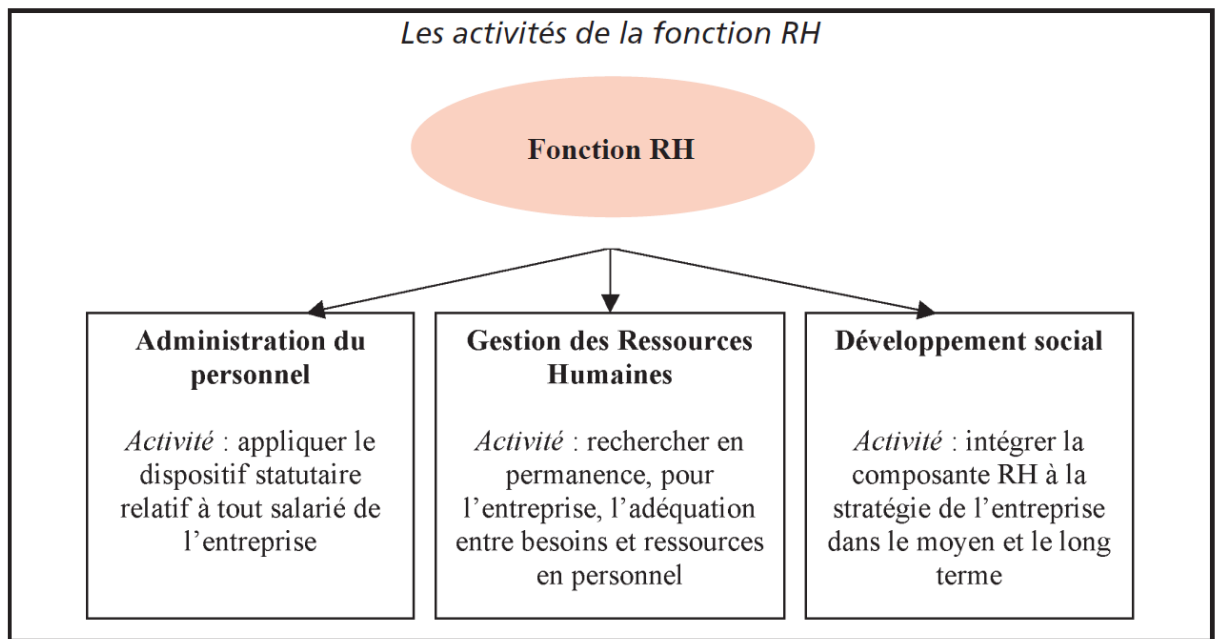 Les activités de la fonction RH
Fonction RH
Administration du
personnel
Activité : appliquer le
dispositif statutaire
relatif à tout salarié de
l’entreprise
Gestion des Ressources
Humaines
Activité : rechercher en
permanence, pour
l’entreprise, l’adéquation
entre besoins et ressources
en personnel
Développement social
Activité : intégrer la
composante RH à la
stratégie de l’entreprise
dans le moyen et le long
terme